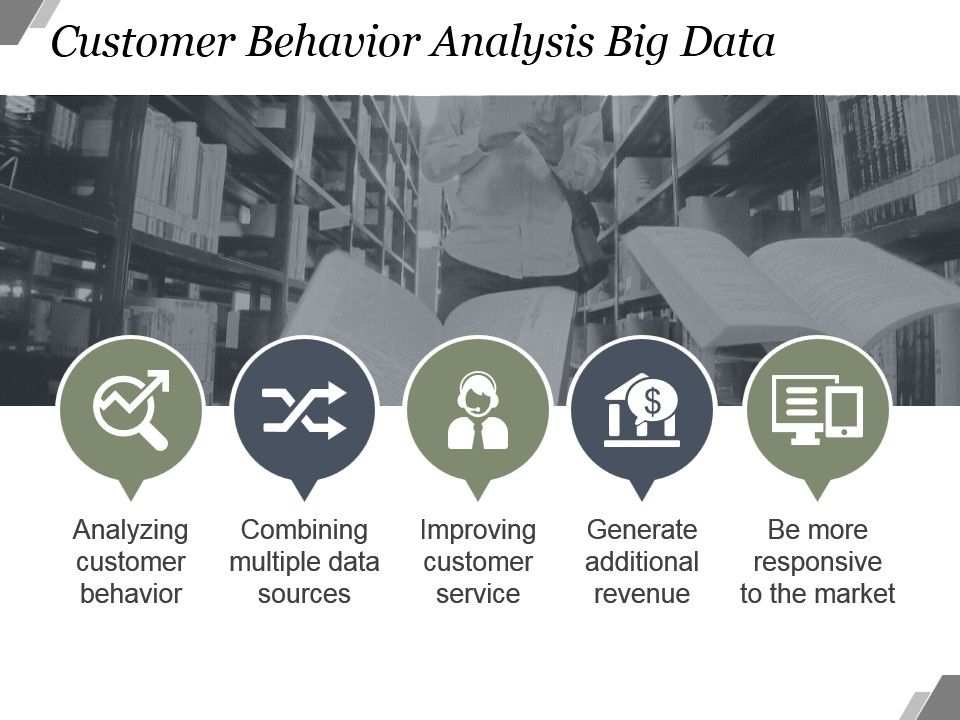 Customer Behavior Analysis Big Data
$
Analyzing
customer
behavior
Combining
multiple data
sources
Improving
customer
service
Generate
additional
revenue
Be more
responsive
to the market